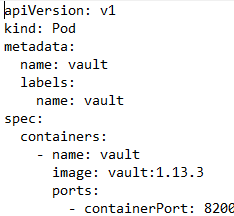 apiVersion: v1
kind: Pod
metadata:
  name: vault
  labels:
    name: vault
spec:
  containers:
    - name: vault
      image: vault:1.13.3
      ports:
        - containerPort: 8200